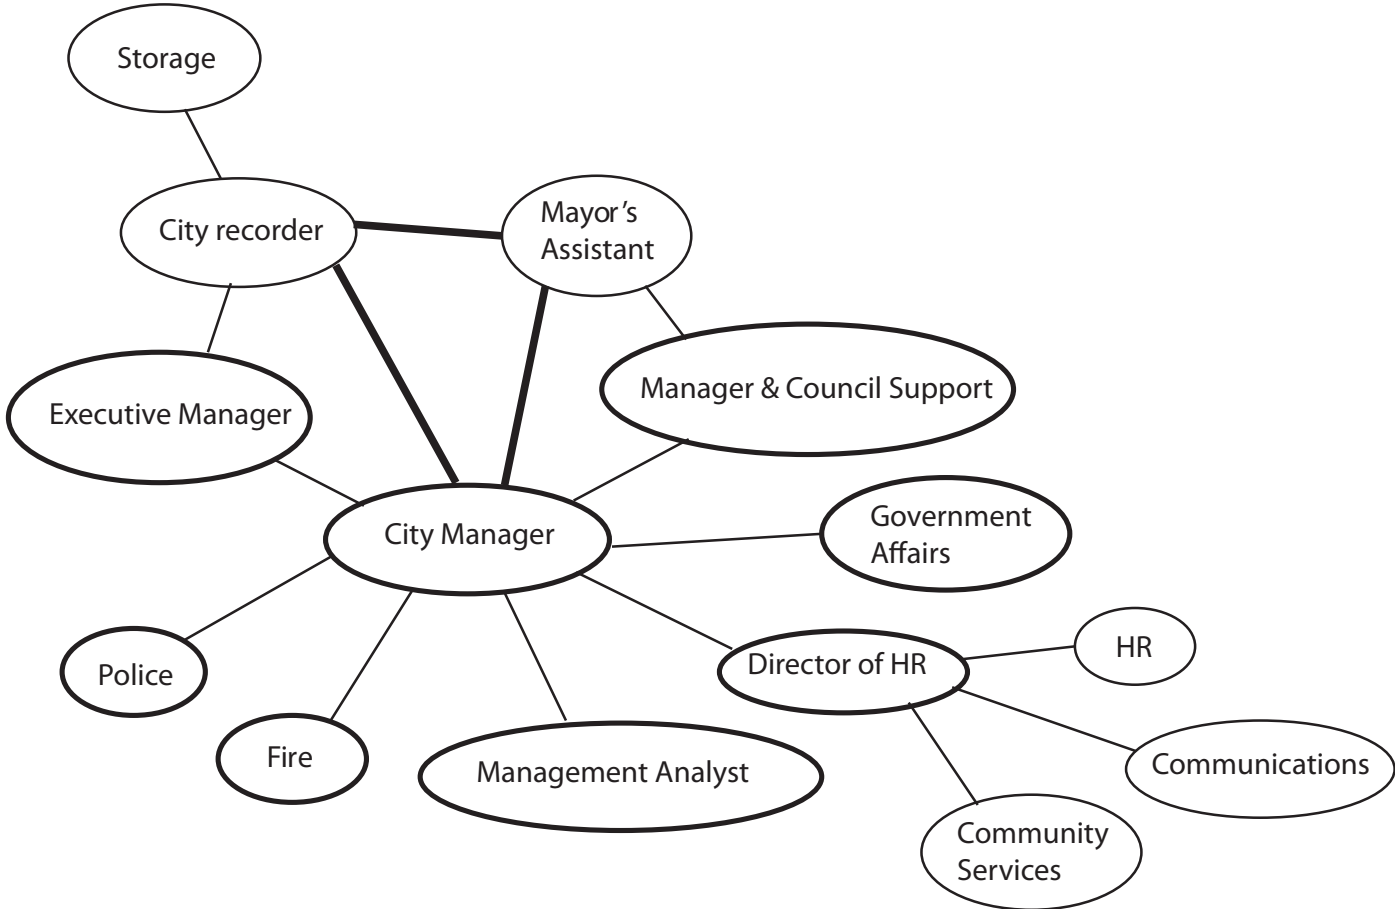 Storage
City recorder
Mayor's
Assistant
Executive Manager
Manager & Council Support
City Manager
Government
Affairs
Police
Director of HR
HR
Fire
Management Analyst
Communications
Community
Services